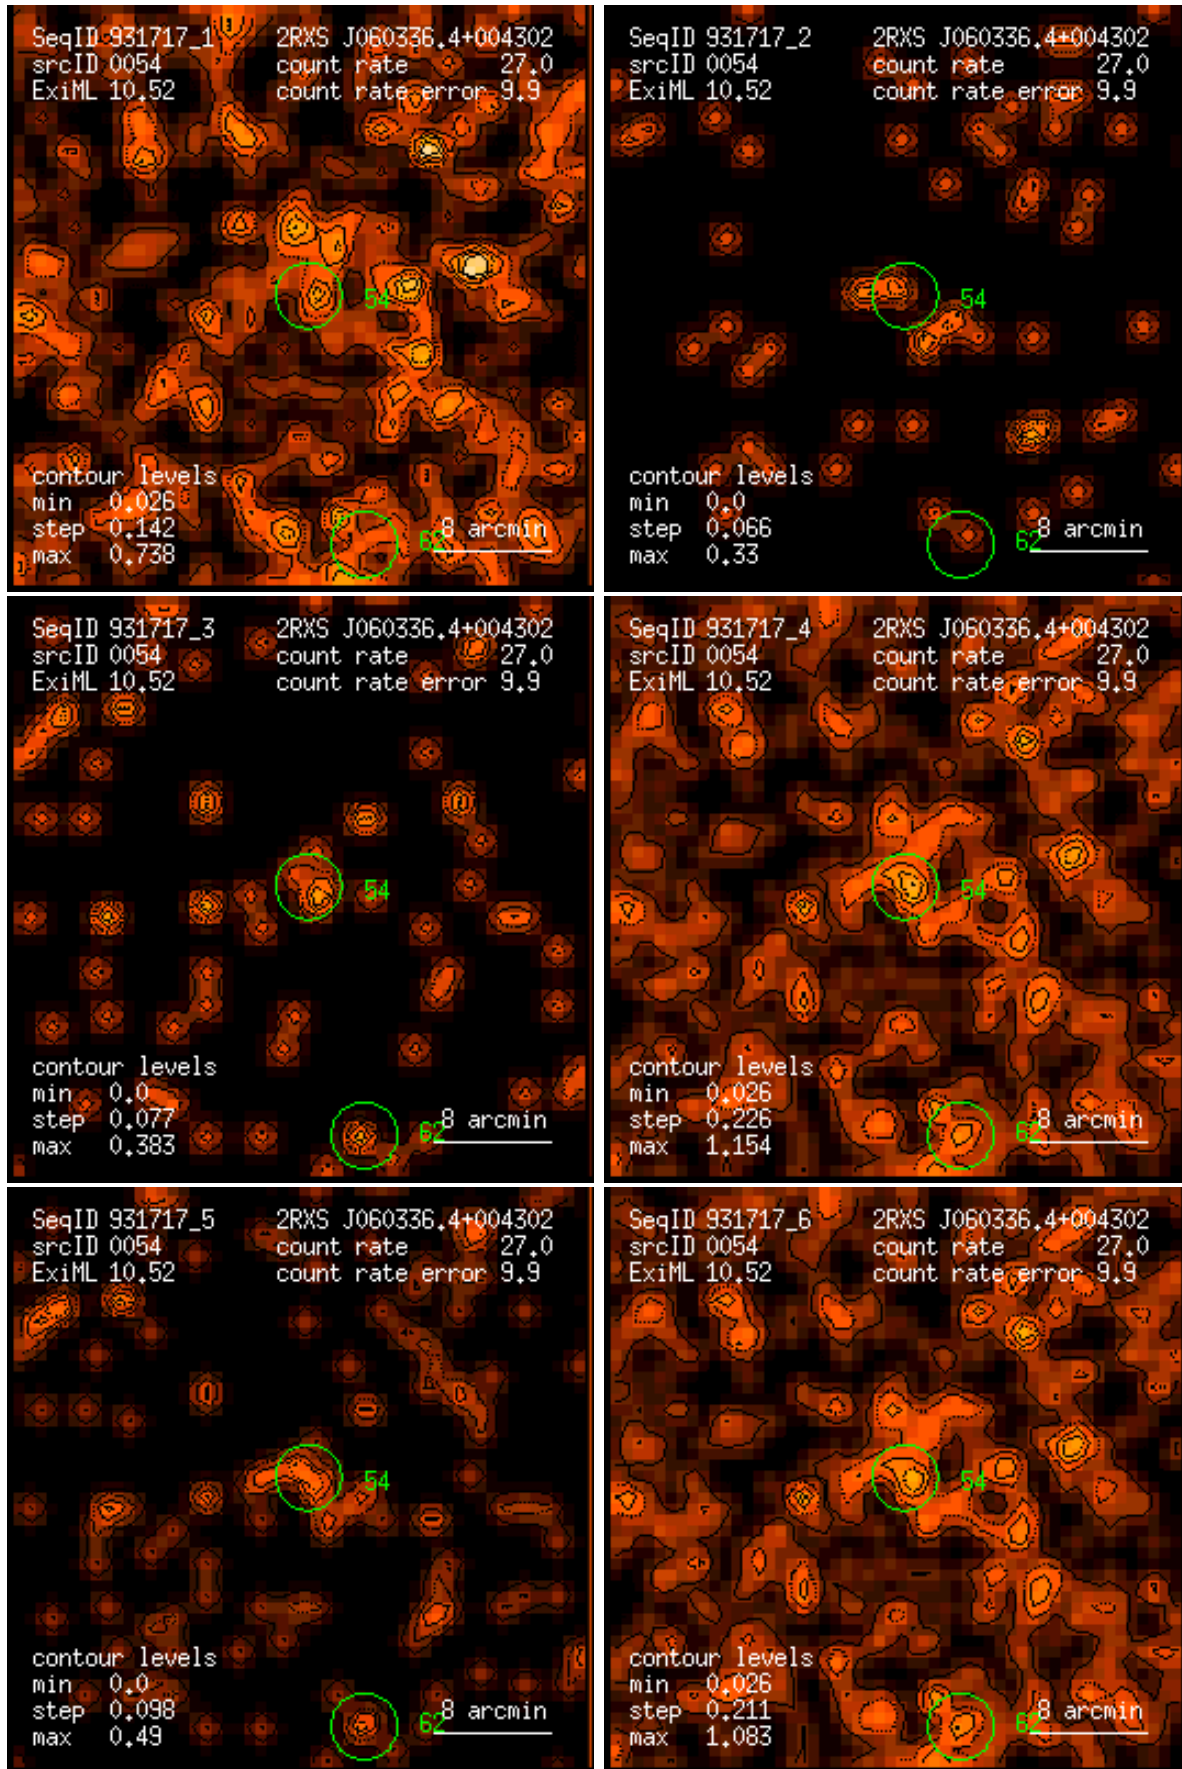 SeqID 931717_1 2RXS J060336.4+004302
srcID 0054 count rate 27.0
ExiML 10.52 count rate error 9.9
54
contour levels
min 0.026
step 0.142
max 0.738
62
8 arcmin
SeqID 931717_2 2RXS J060336.4+004302
srcID 0054 count rate 27.0
ExiML 10.52 count rate error 9.9
54
contour levels
min 0.0
step 0.066
max 0.33
62
8 arcmin
SeqID 931717_3 2RXS J060336.4+004302
srcID 0054 count rate 27.0
ExiML 10.52 count rate error 9.9
54
contour levels
min 0.0
step 0.077
max 0.383
62
8 arcmin
SeqID 931717_4 2RXS J060336.4+004302
srcID 0054 count rate 27.0
ExiML 10.52 count rate error 9.9
54
contour levels
min 0.026
step 0.226
max 1.154
62
8 arcmin
SeqID 931717_5 2RXS J060336.4+004302
srcID 0054 count rate 27.0
ExiML 10.52 count rate error 9.9
54
contour levels
min 0.0
step 0.098
max 0.49
62
8 arcmin
SeqID 931717_6 2RXS J060336.4+004302
srcID 0054 count rate 27.0
ExiML 10.52 count rate error 9.9
54
contour levels
min 0.026
step 0.211
max 1.083
62
8 arcmin